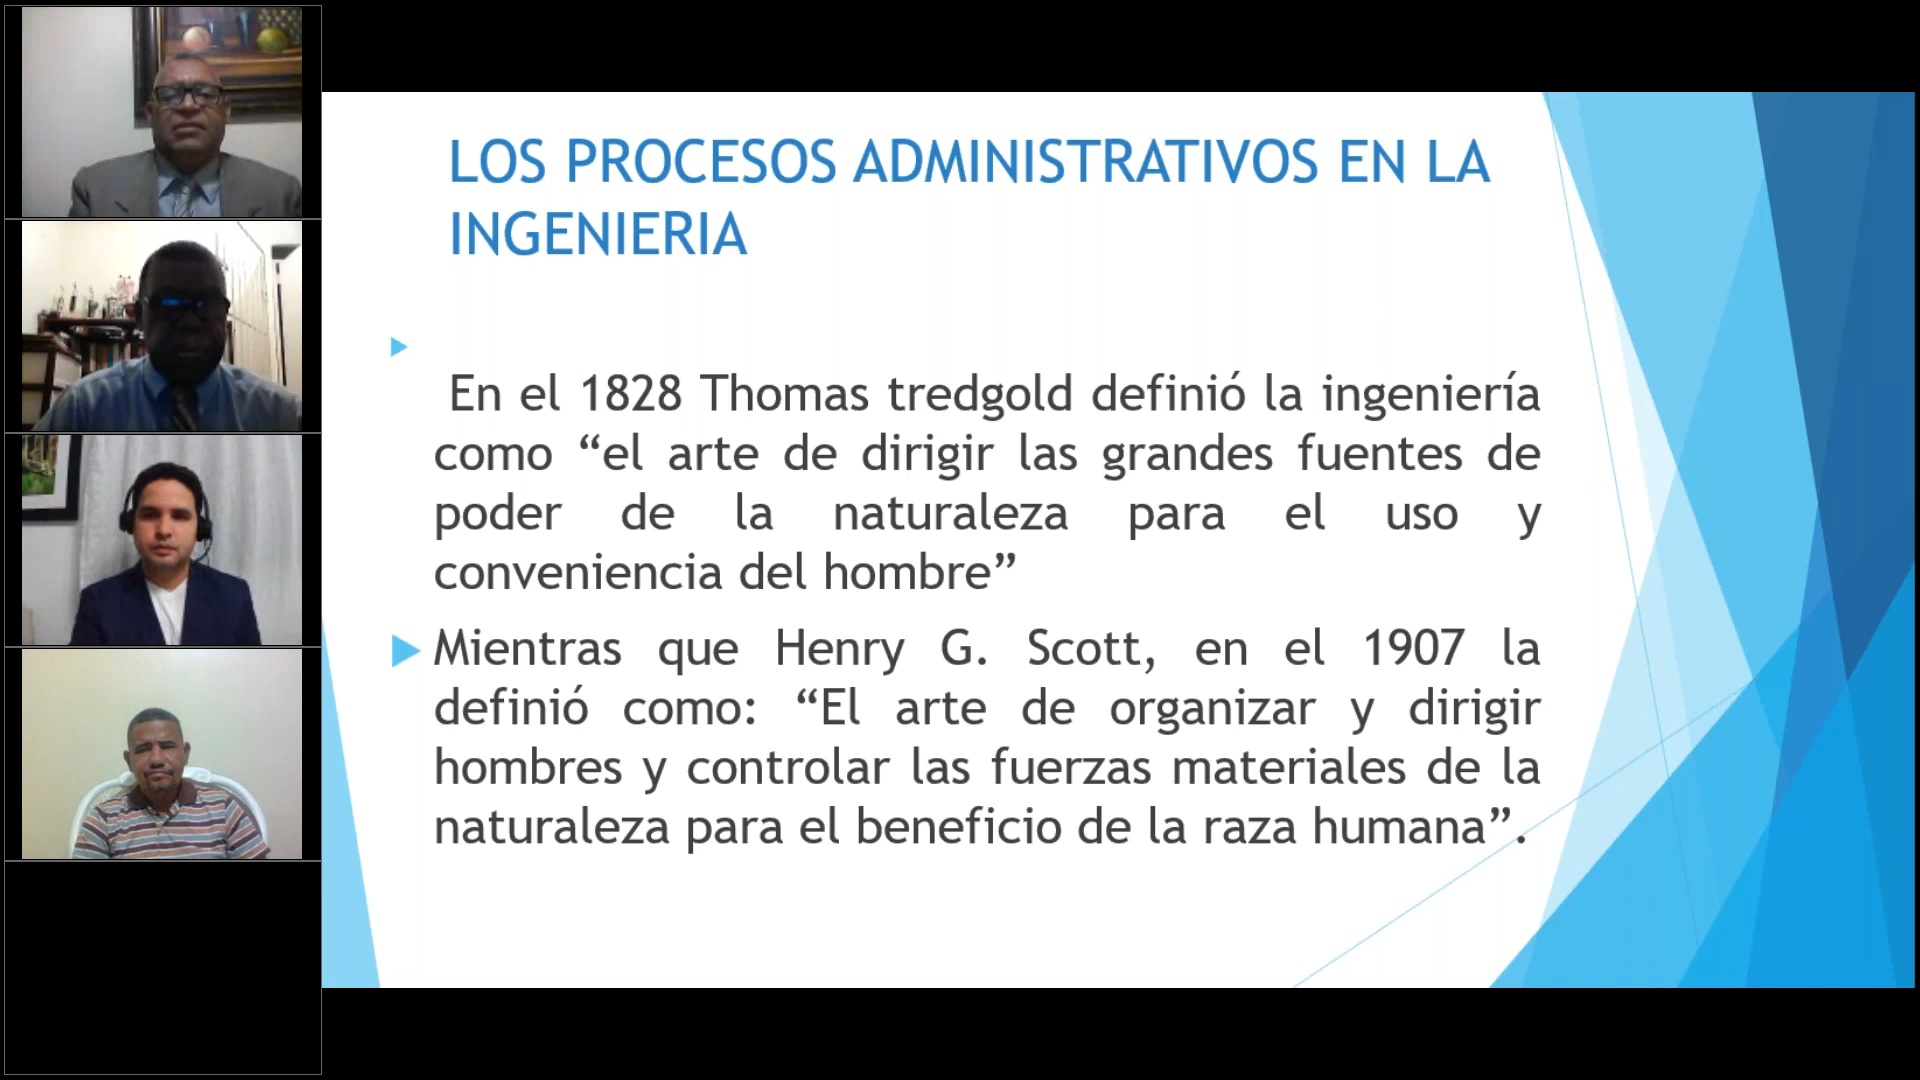 LOS PROCESOS ADMINISTRATIVOS EN LA
INGENIERIA
En el 1828 Thomas tredgold definió la ingeniería
como “el arte de dirigir las grandes fuentes de
poder de la naturaleza para el uso y
conveniencia del hombre”
Mientras que Henry G. Scott, en el 1907 la
definió como: “El arte de organizar y dirigir
hombres y controlar las fuerzas materiales de la
naturaleza para el beneficio de la raza humana”.